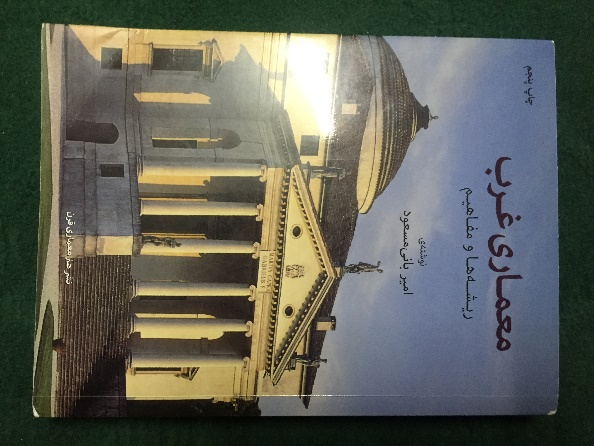 چاپ پنجم
معماری غرب
ریشه‌ها و مفاهیم
نوشته‌ی
امیر بانی‌مسعود
نشر هنر معماری قرن